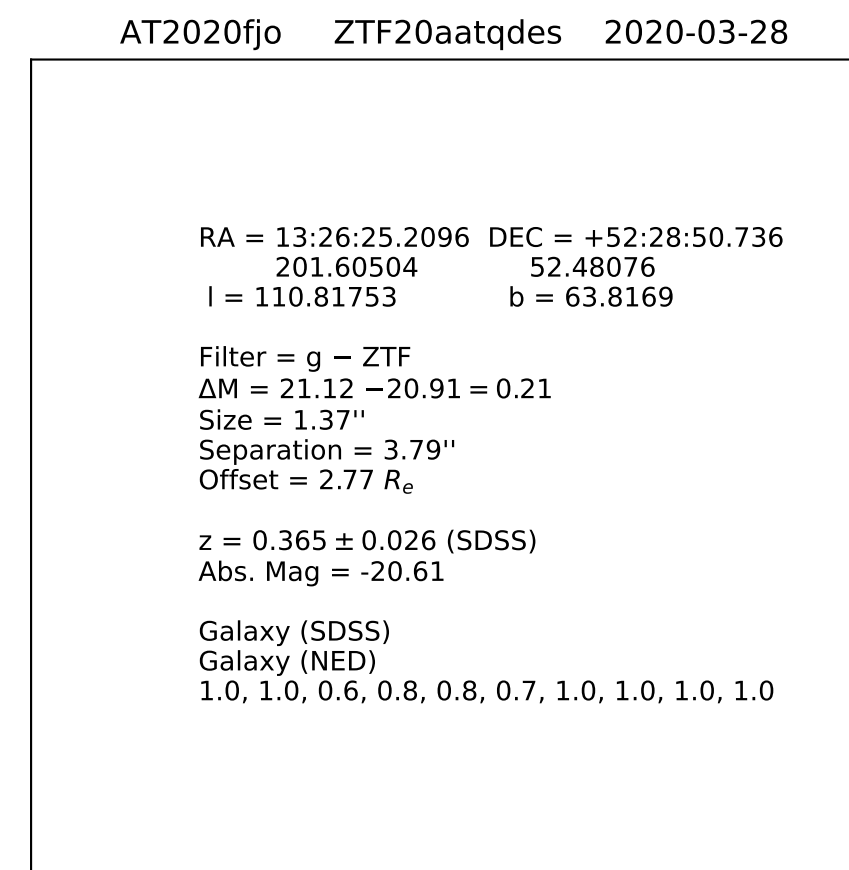 AT2020fjo ZTF20aatqdes 2020-03-28
RA = 13:26:25.2096 DEC = +52:28:50.736
201.60504 52.48076
l = 110.81753 b = 63.8169
Filter = g − ZTF
ΔM = 21.12 −20.91 = 0.21
Size = 1.37''
Separation = 3.79''
Offset = 2.77 Re
z = 0.365 ± 0.026 (SDSS)
Abs. Mag = -20.61
Galaxy (SDSS)
Galaxy (NED)
1.0, 1.0, 0.6, 0.8, 0.8, 0.7, 1.0, 1.0, 1.0, 1.0